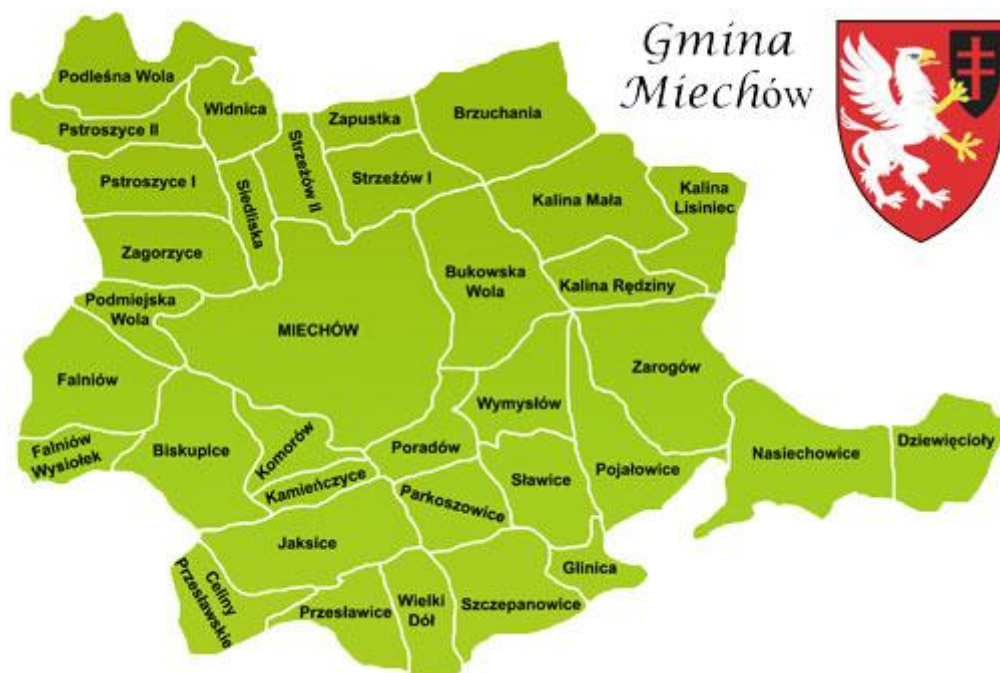 Gmina
Miechów
Podleśna Wola
Widnica
Pstroszyce II
Zapustka
Brzuchania
Strzeżów II
Strzeżów I
Pstroszyce I
Siedliska
Kalina Mała
Kalina
Lisiniec
Zagorzyce
Bukowska
Wola
Kalina Rędziny
Podmiejska
Wola
MIECHÓW
Zarogów
Falniów
Wymysłów
Falniów
Wysiołek
Biskupice
Komorów
Poradów
Nasiechowice
Dziewięcioły
Pojałowice
Sławice
Kamieńczyce
Parkoszowice
Jaksice
Glinica
Celiny
Przesławskie
Przesławice
Wielki
Dół
Szczepanowice